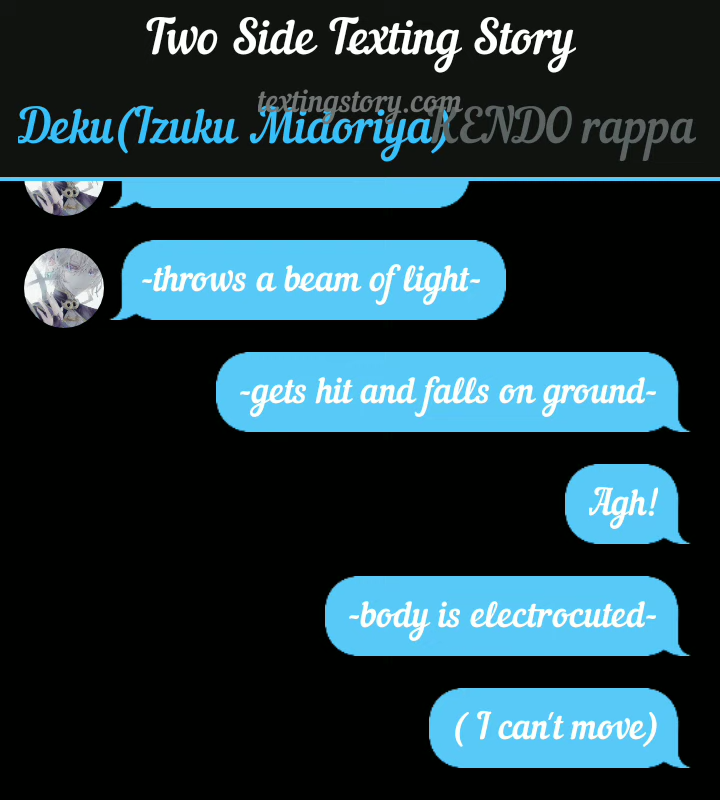 Two Side Texting Story
textingstory.com
Deku(Izuku Midoriya)KENDO rappa
-throws a beam of light-
-gets hit and falls on ground-
Agh!
-body is electrocuted-
( I can't move)